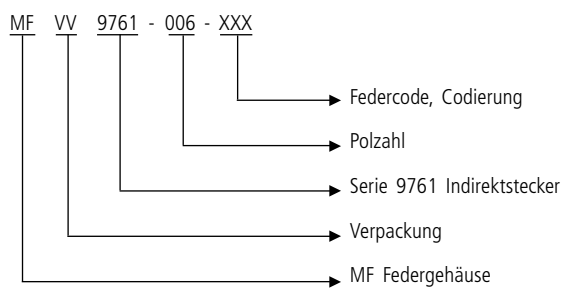 MF VV 9761 - 006 - XXX
Federcode, Codierung
Polzahl
Serie 9761 Indirektstecker
Verpackung
MF Federgehäuse